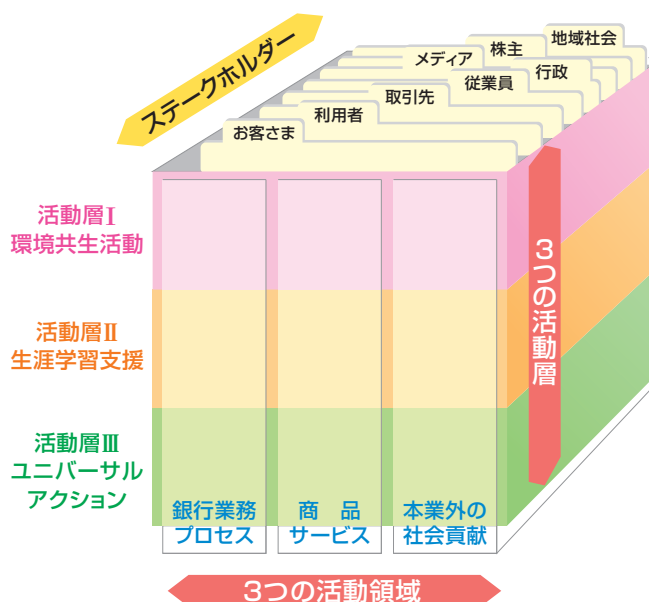 ステークホルダー
地域社会
株主
メディア
行政
従業員
取引先
利用者
お客さま
活動層Ⅰ
環境共生活動
活動層Ⅱ
生涯学習支援
活動層Ⅲ
ユニバーサル
アクション
3つの活動層
銀行業務
プロセス
商 品
サービス
本業外の
社会貢献
3つの活動領域